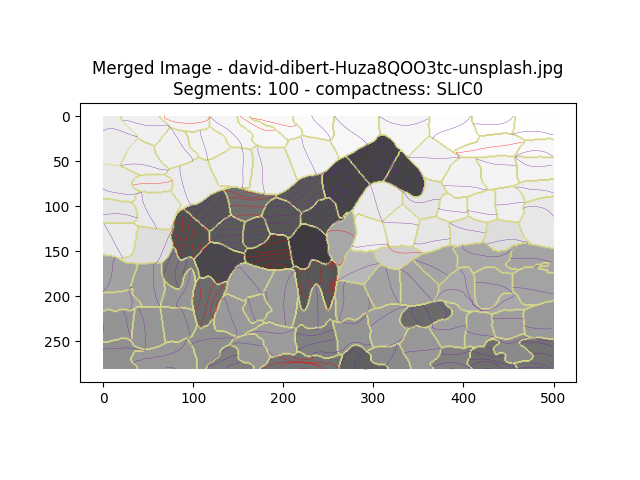 Merged Image - david-dibert-Huza8QOO3tc-unsplash.jpg
Segments: 100 - compactness: SLIC0
0
50
100
150
200
250
0 100 200 300 400 500